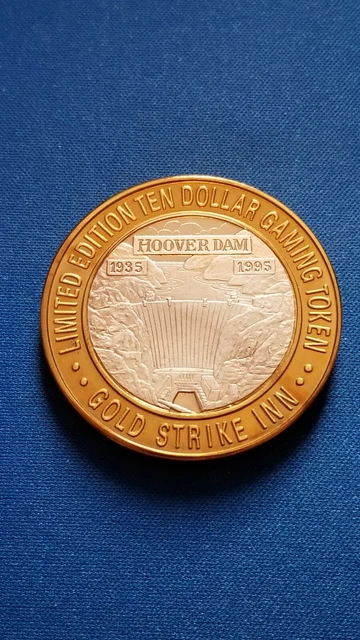 LIMITED EDITION TEN DOLLAR GAMING TOKEN
HOOVER DAM
1935 1995
GOLD STRIKE INN